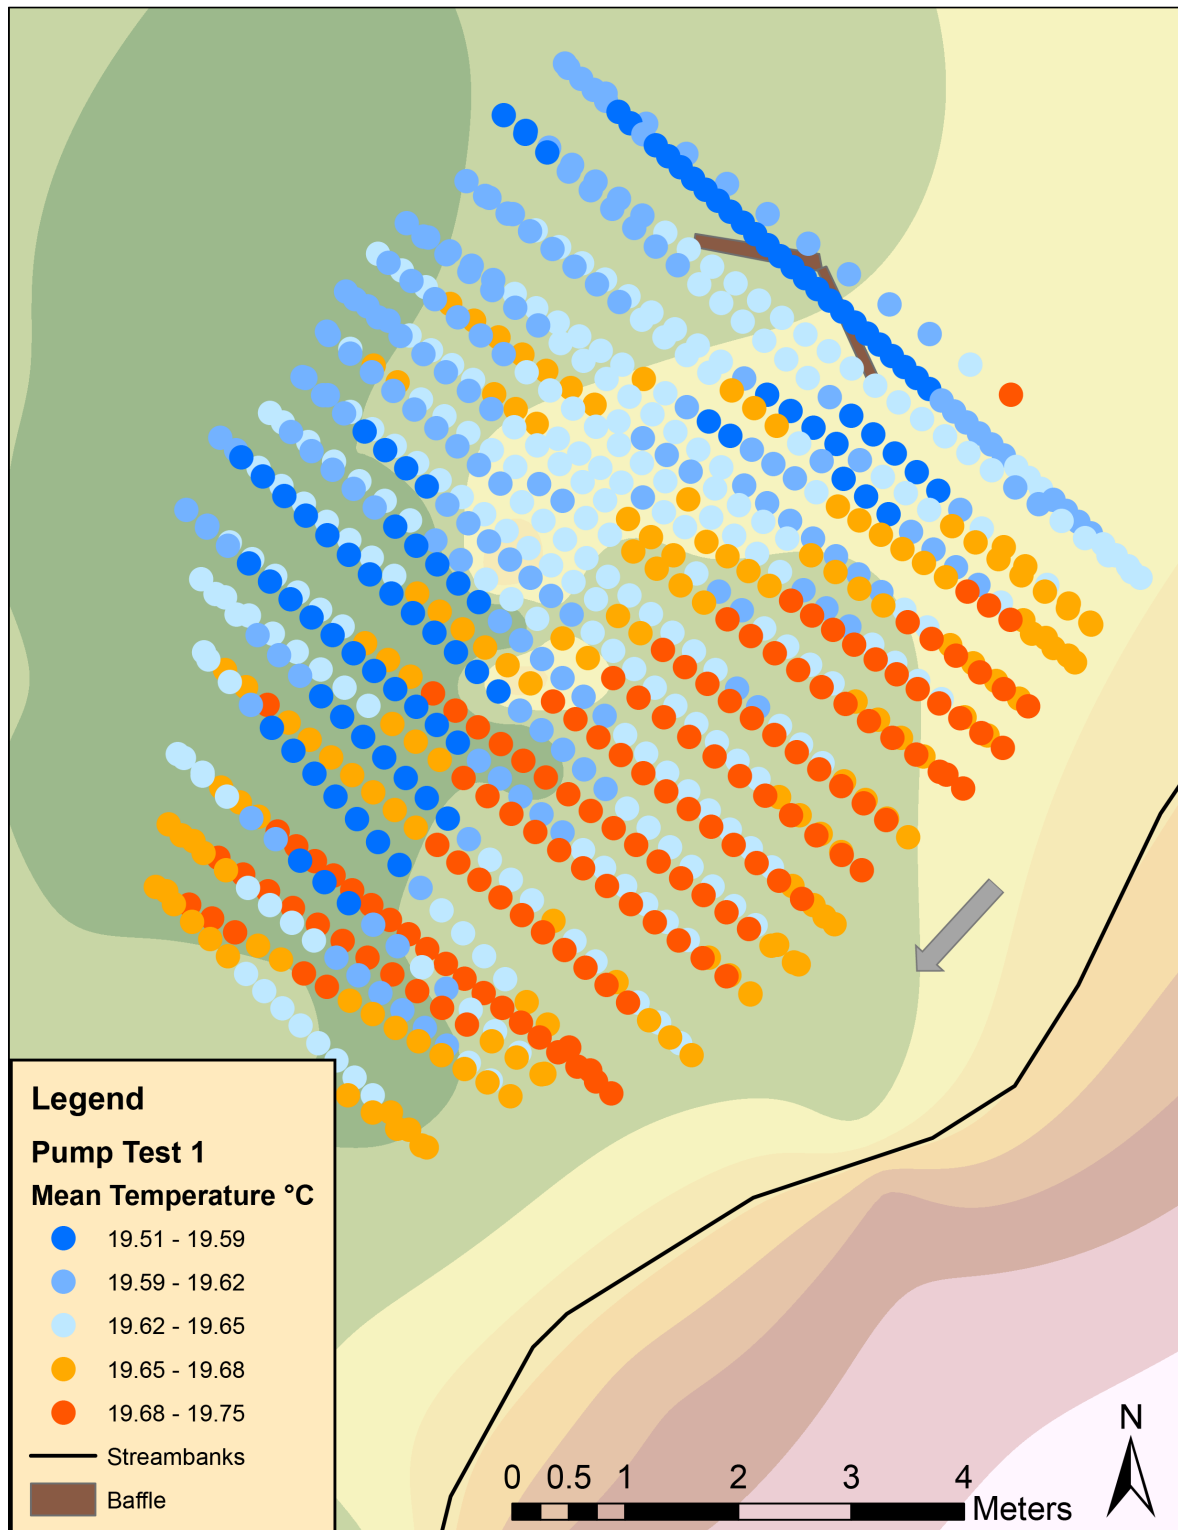 Legend
Pump Test 1
Mean Temperature °C
19.51 - 19.59
19.59 - 19.62
19.62 - 19.65
19.65 - 19.68
19.68 - 19.75
Streambanks
Baffle
0 0.5 1 2 3 4
Meters
N